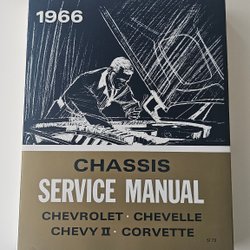 1966
CHASSIS
SERVICE MANUAL
CHEVROLET · CHEVELLE
CHEVY II · CORVETTE